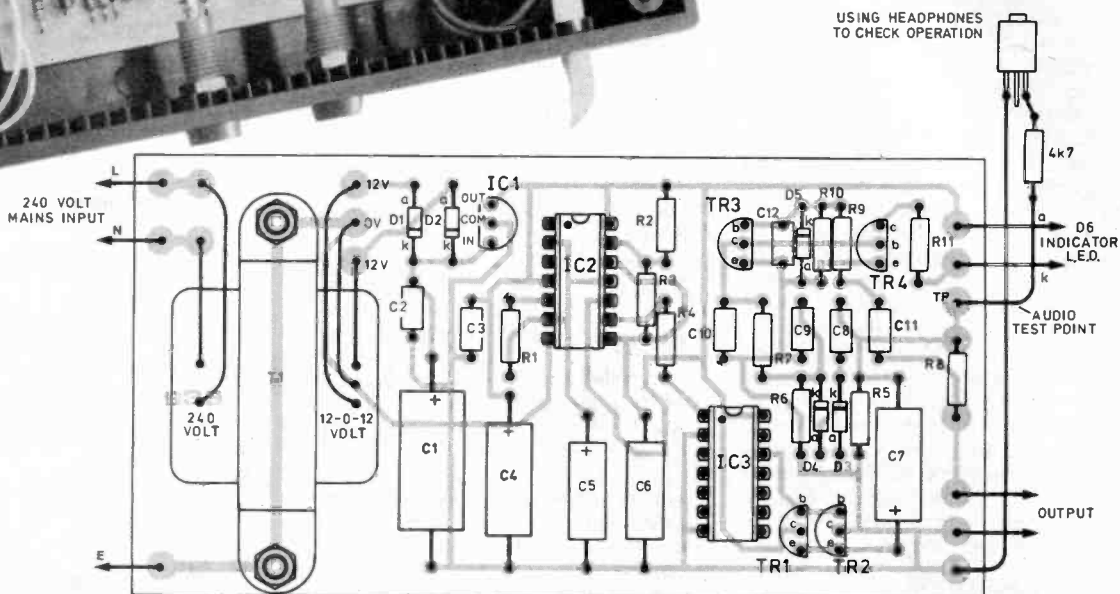 USING HEADPHONES
TO CHECK OPERATION
4k7
L
240 VOLT
MAINS INPUT
N
E
12V
0V
12V
240
VOLT
12-0-12
VOLT
T1
a
D1
k
a
D2
k
IC1
OUT
COM
IN
C2
C3
R1
C1
C4
IC2
C5
C6
R2
R3
R4
TR3
b
c
e
C12
D5
k
a
R10
R9
c
b
e
TR4
R11
a
D6
INDICATOR
L.E.D.
k
TP
AUDIO
TEST POINT
C10
R7
C9
C8
C11
R8
R6
k
a
D4
k
a
D3
R5
C7
IC3
b
c
e
TR1
b
c
e
TR2
OUTPUT
+
+
+
+